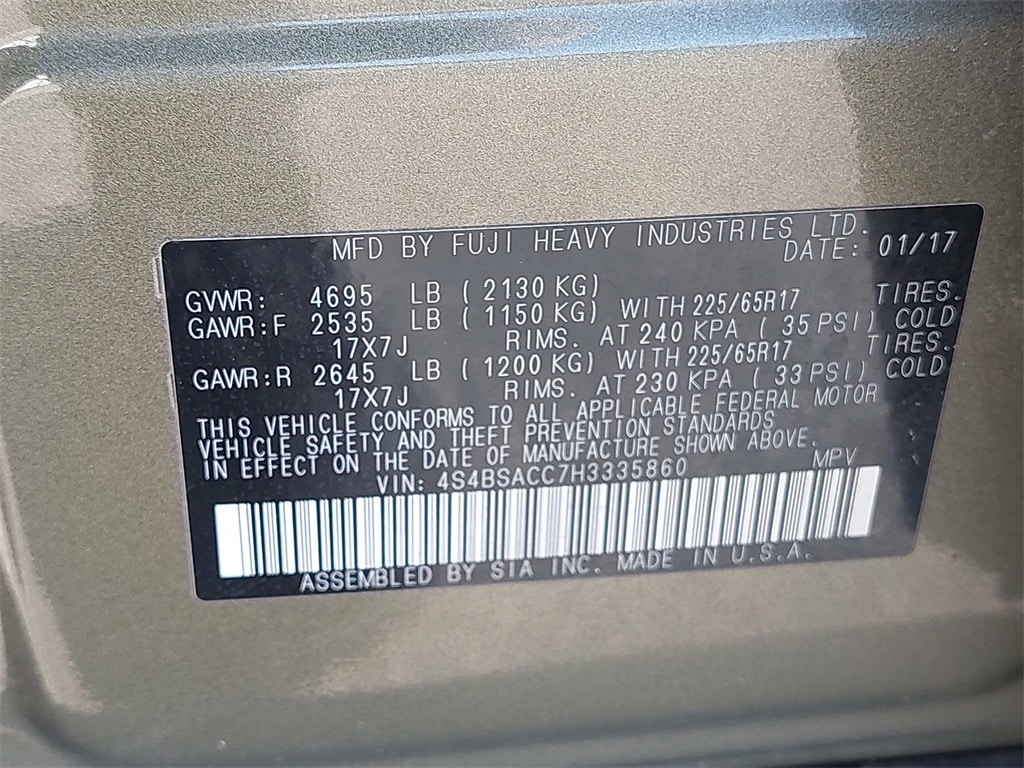 MFD BY FUJI HEAVY INDUSTRIES LTD.
DATE: 01/17
GVWR: 4695 LB ( 2130 KG)
GAWR:F 2535 LB ( 1150 KG) WITH 225/65R17 TIRES.
17X7J RIMS. AT 240 KPA ( 35 PSI) COLD
GAWR:R 2645 LB ( 1200 KG) WITH 225/65R17 TIRES.
17X7J RIMS. AT 230 KPA ( 33 PSI) COLD
THIS VEHICLE CONFORMS TO ALL APPLICABLE FEDERAL MOTOR
VEHICLE SAFETY AND THEFT PREVENTION STANDARDS
IN EFFECT ON THE DATE OF MANUFACTURE SHOWN ABOVE.
VIN: 4S4BSACC7H3335860 MPV
ASSEMBLED BY SIA INC. MADE IN U.S.A.